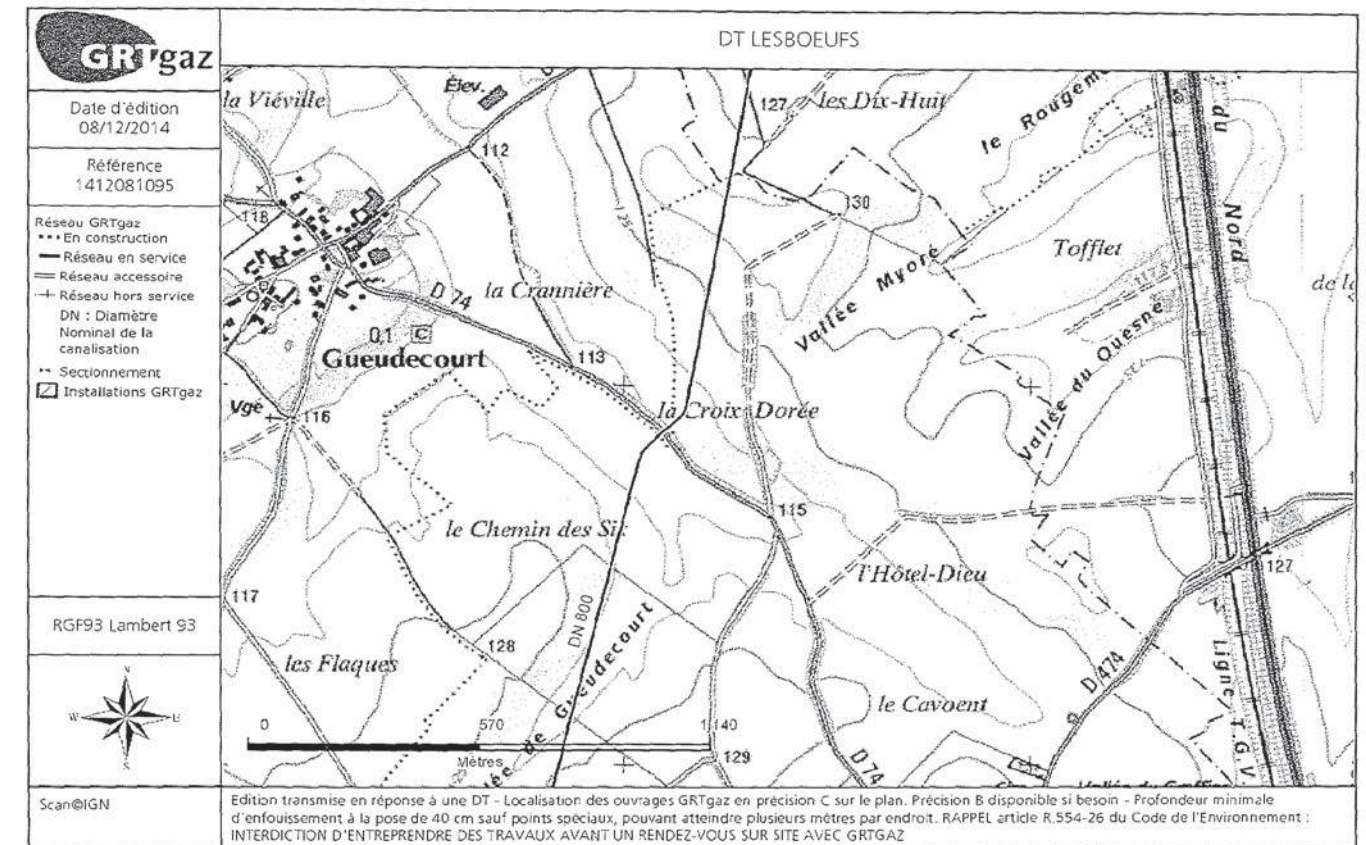 GRTgaz
DT LESBOEUFS
Date d'édition
08/12/2014
Référence
1412081095
Réseau GRTgaz
En construction
Réseau en service
Réseau accessoire
Réseau hors service
DN : Diamètre
Nominal de la
canalisation
Sectionnement
Installations GRTgaz
RGF93 Lambert 93
N
W
E
S
Scan©IGN
la Viéville
Élev.
127
les Dix-Huit
le Rougem
du
Nord
112
118
125
130
Tofflet
de la
la Crannière
D 74
Vallée Myoré
117
Vallée du Quesne
0,1
C
Gueudecourt
113
Vge
116
la Croix Dorée
115
le Chemin des Six
l'Hôtel-Dieu
127
117
DN 800
128
les Flaques
Vallée de Gueudecourt
D 474
Ligne T.G.V
le Cavoent
0
570
1 140
Mètres
129
D 74
Edition transmise en réponse à une DT - Localisation des ouvrages GRTgaz en précision C sur le plan. Précision B disponible si besoin - Profondeur minimale
d'enfouissement à la pose de 40 cm sauf points spéciaux, pouvant atteindre plusieurs mètres par endroit. RAPPEL article R.554-26 du Code de l'Environnement :
INTERDICTION D'ENTREPRENDRE DES TRAVAUX AVANT UN RENDEZ-VOUS SUR SITE AVEC GRTGAZ